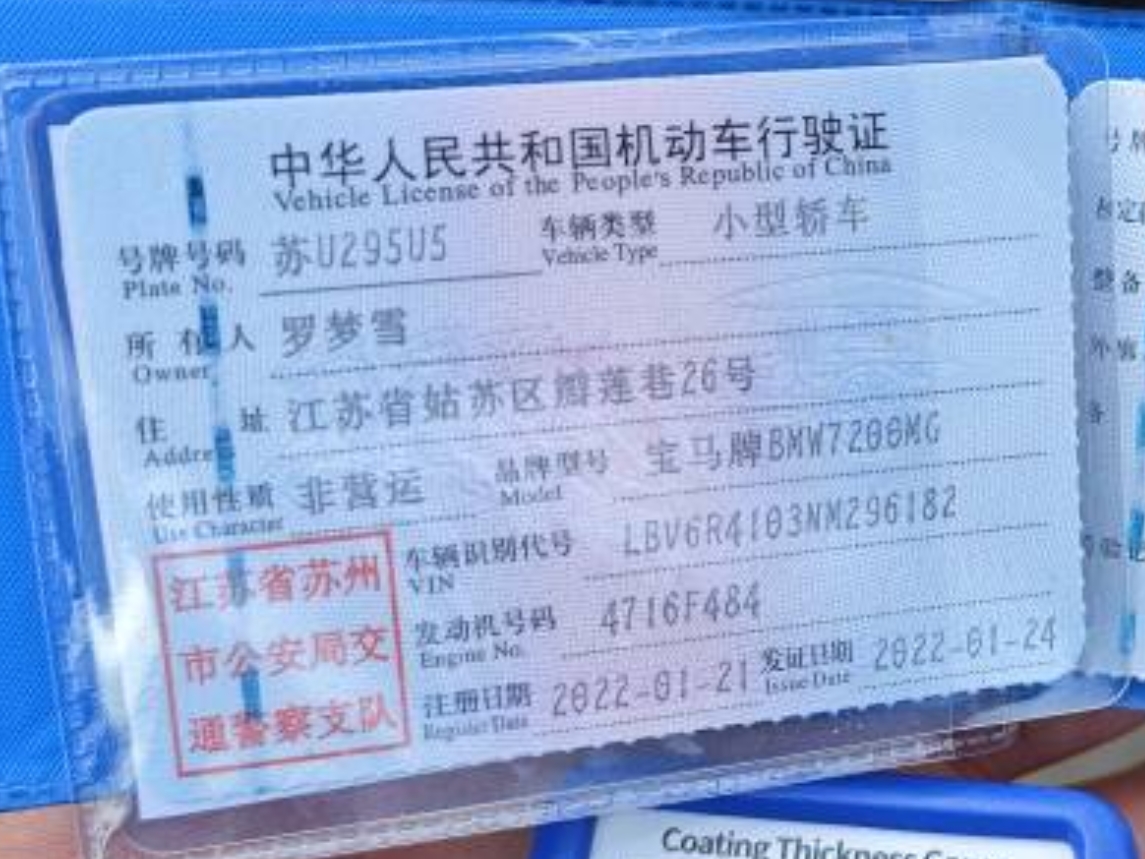 中华人民共和国机动车行驶证
Vehicle License of the People's Republic of China
号牌号码 苏U295U5 车辆类型 小型轿车
Plate No. Vehicle Type
所有人 罗梦雪
Owner
住址 江苏省姑苏区瓣莲巷26号
Address
使用性质 非营运 品牌型号 宝马牌BMW7200MG
Use Character Model
江苏省苏州
市公安局交
通警察支队
车辆识别代号 LBV6R4103NM296182
VIN
发动机号码 4716F484
Engine No.
注册日期 2022-01-21 发证日期 2022-01-24
Register Date Issue Date
Coating Thickness